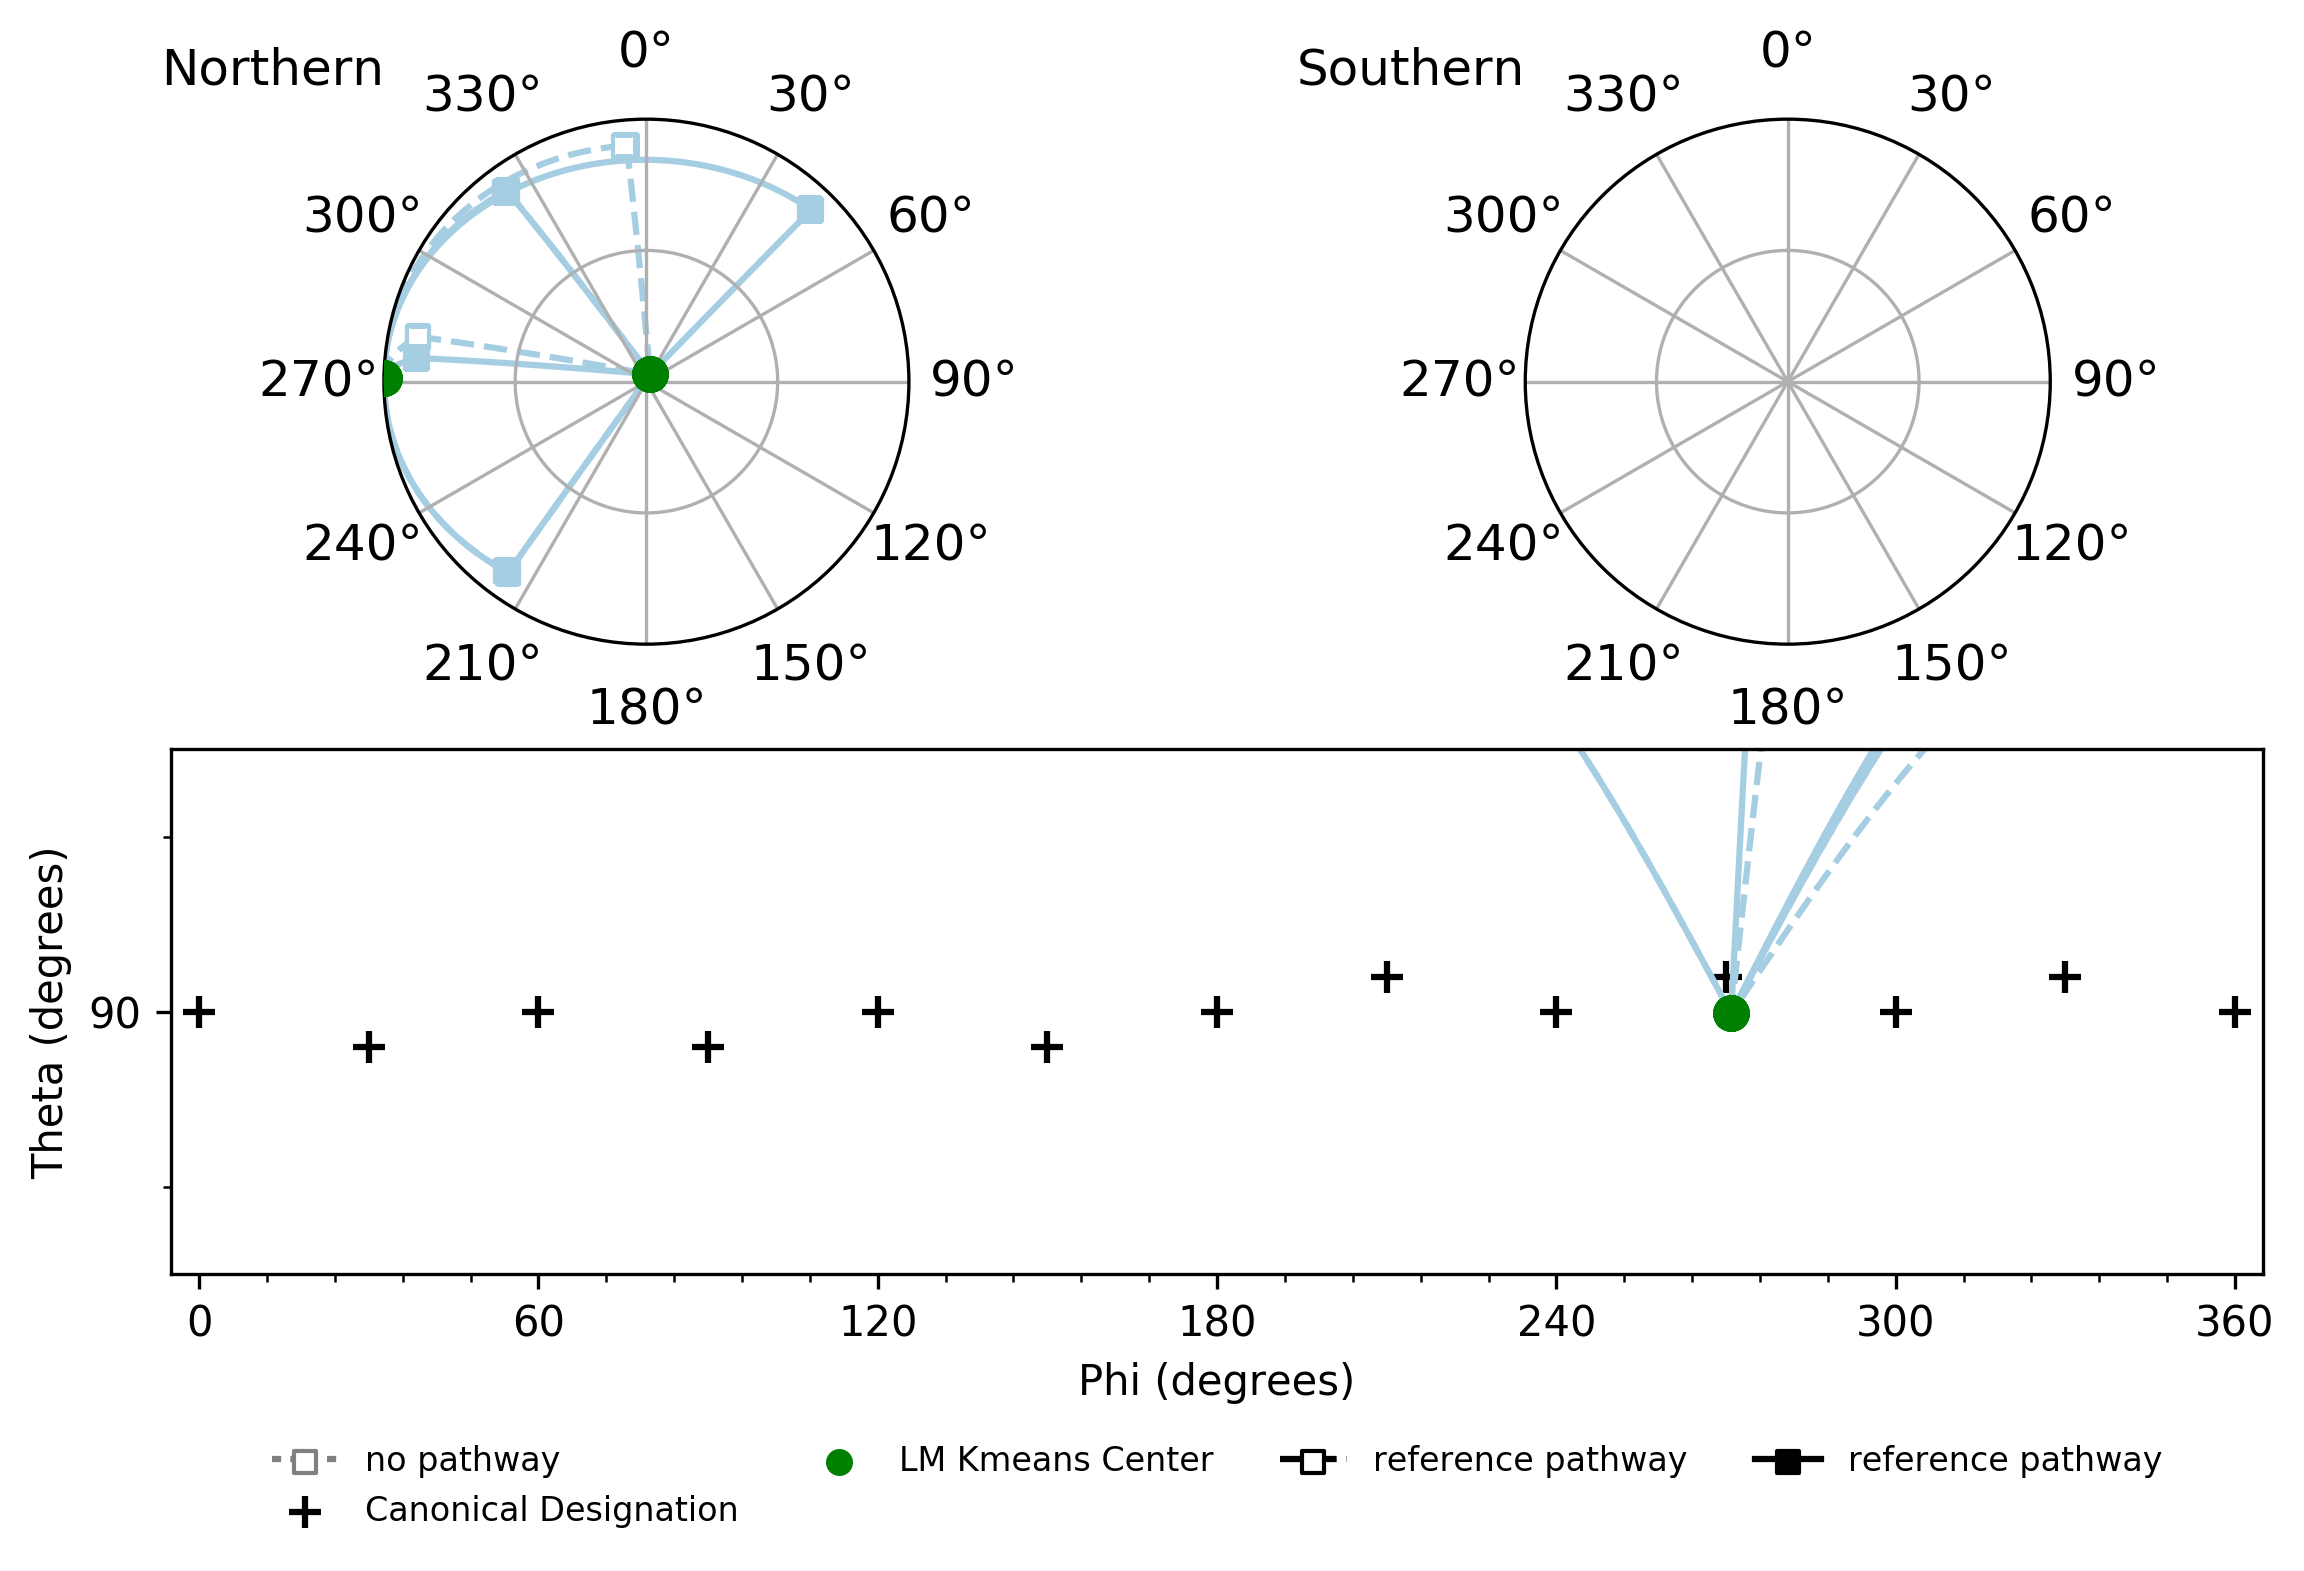 Northern
0°
330°
30°
300°
60°
270°
90°
240°
120°
210°
150°
180°
Southern
0°
330°
30°
300°
60°
270°
90°
240°
120°
210°
150°
180°
Theta (degrees)
90
0 60 120 180 240 300 360
Phi (degrees)
no pathway
Canonical Designation
LM Kmeans Center
reference pathway
reference pathway